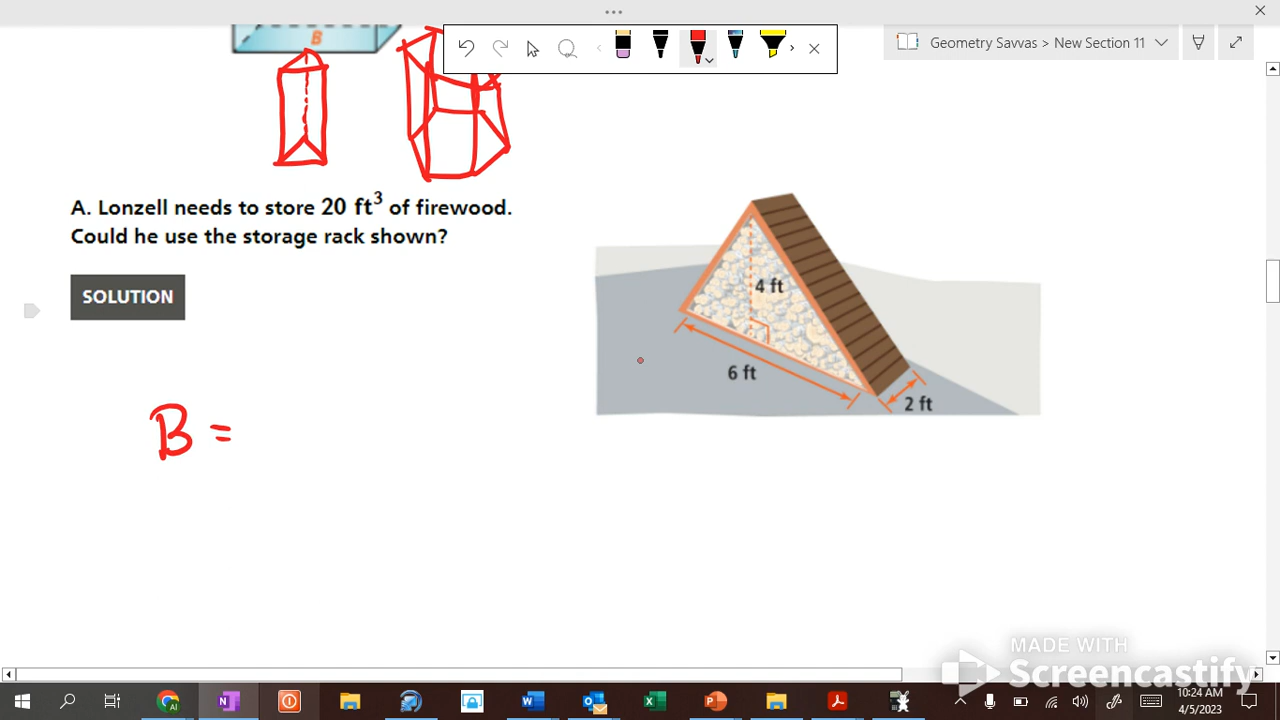 Geometry Savvas > New Section 11
B
A. Lonzell needs to store 20 ft³ of firewood.
Could he use the storage rack shown?
SOLUTION
4 ft
6 ft
2 ft
B =
MADE WITH
Screencastify
10:24 AM
4/5/2023